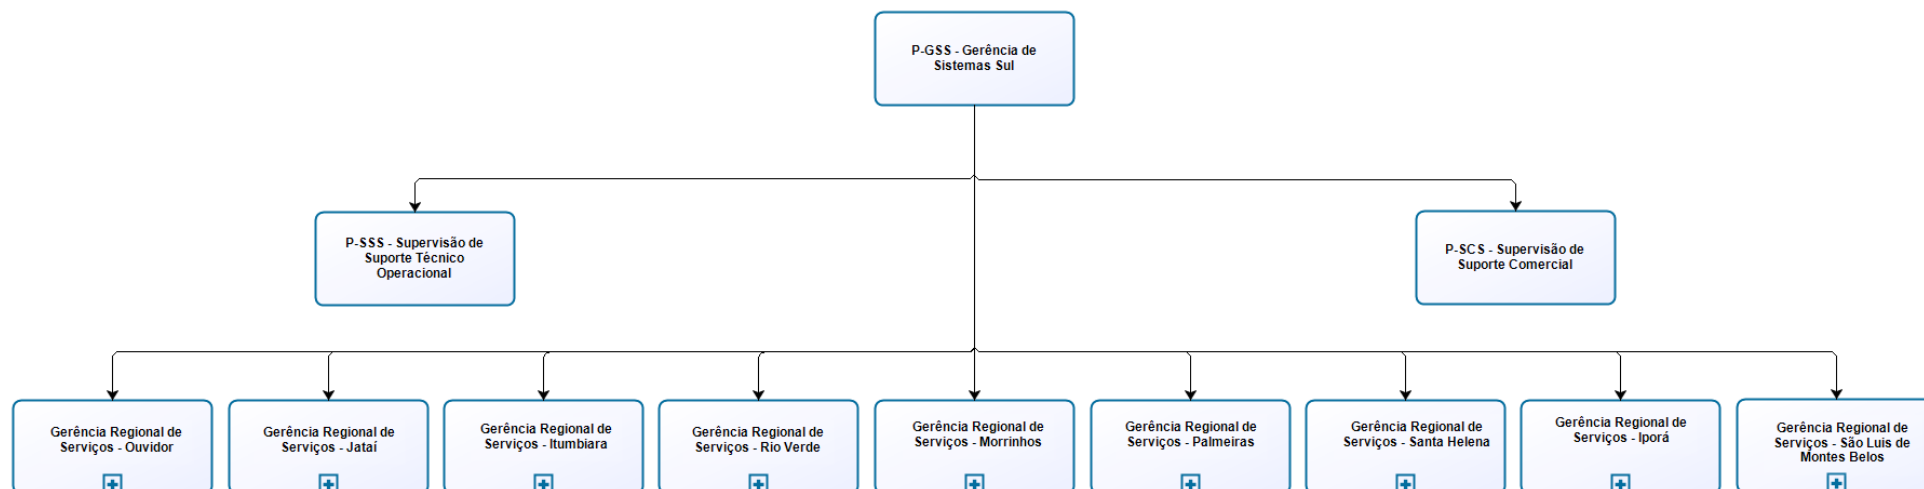 P-GSS - Gerência de
Sistemas Sul
P-SSS - Supervisão de
Suporte Técnico
Operacional
P-SCS - Supervisão de
Suporte Comercial
Gerência Regional de
Serviços - Ouvidor
Gerência Regional de
Serviços - Jataí
Gerência Regional de
Serviços - Itumbiara
Gerência Regional de
Serviços - Rio Verde
Gerência Regional de
Serviços - Morrinhos
Gerência Regional de
Serviços - Palmeiras
Gerência Regional de
Serviços - Santa Helena
Gerência Regional de
Serviços - Iporá
Gerência Regional de
Serviços - São Luis de
Montes Belos